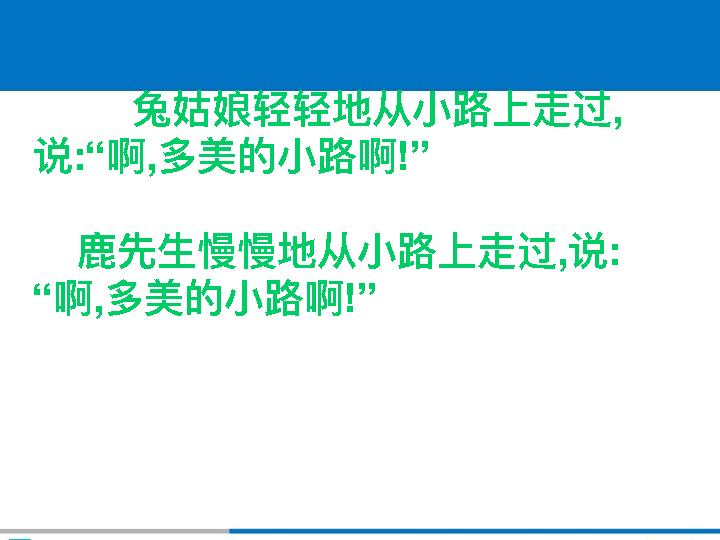 兔姑娘轻轻地从小路上走过,
说:“啊,多美的小路啊!”
鹿先生慢慢地从小路上走过,说:
“啊,多美的小路啊!”